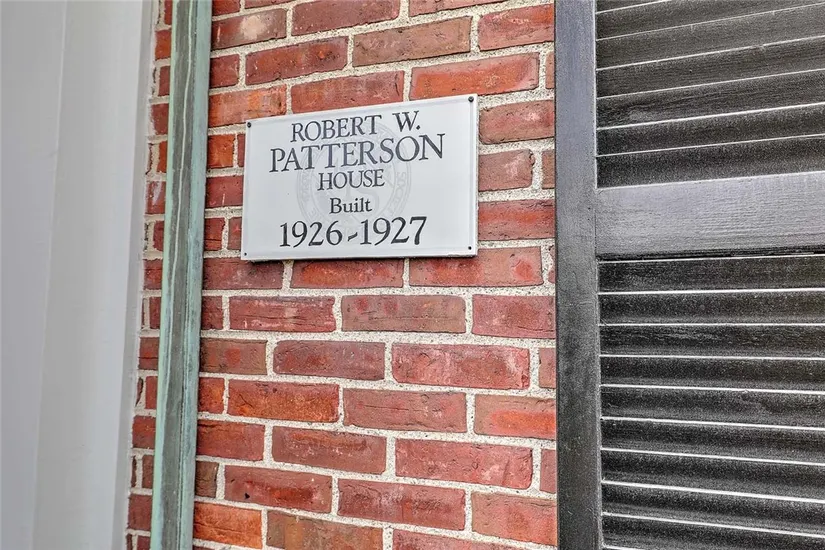 ROBERT W.
PATTERSON
HOUSE
Built
1926-1927